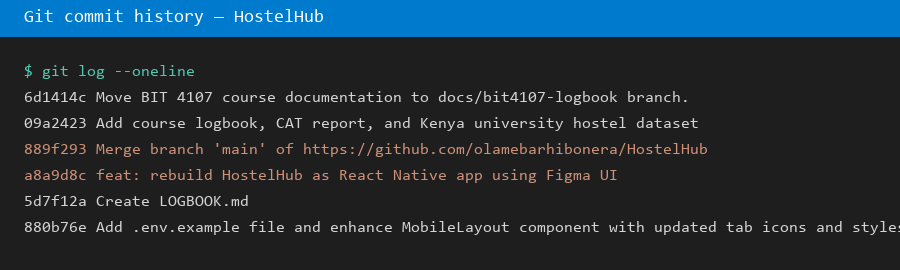 Git commit history — HostelHub
$ git log --oneline
6d1414c Move BIT 4107 course documentation to docs/bit4107-logbook branch.
09a2423 Add course logbook, CAT report, and Kenya university hostel dataset
889f293 Merge branch 'main' of https://github.com/olamebarhibonera/HostelHub
a8a9d8c feat: rebuild HostelHub as React Native app using Figma UI
5d7f12a Create LOGBOOK.md
880b76e Add .env.example file and enhance MobileLayout component with updated tab icons and styles